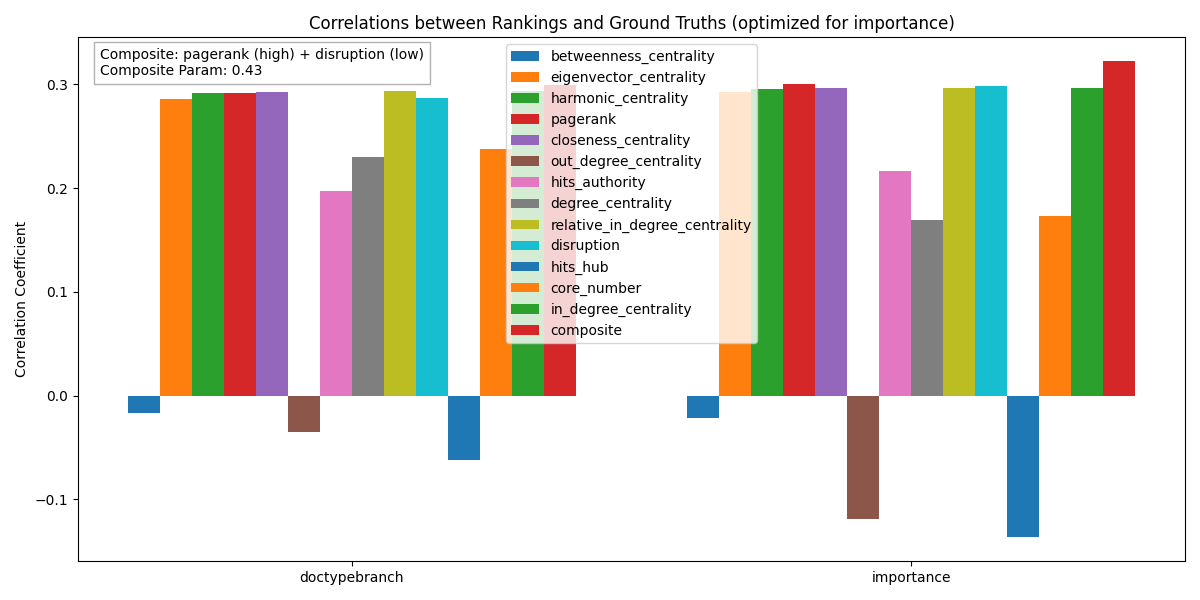 Correlations between Rankings and Ground Truths (optimized for importance)
Composite: pagerank (high) + disruption (low)
Composite Param: 0.43
betweenness_centrality
eigenvector_centrality
harmonic_centrality
pagerank
closeness_centrality
out_degree_centrality
hits_authority
degree_centrality
relative_in_degree_centrality
disruption
hits_hub
core_number
in_degree_centrality
composite
Correlation Coefficient
0.3
0.2
0.1
0.0
−0.1
doctypebranch
importance